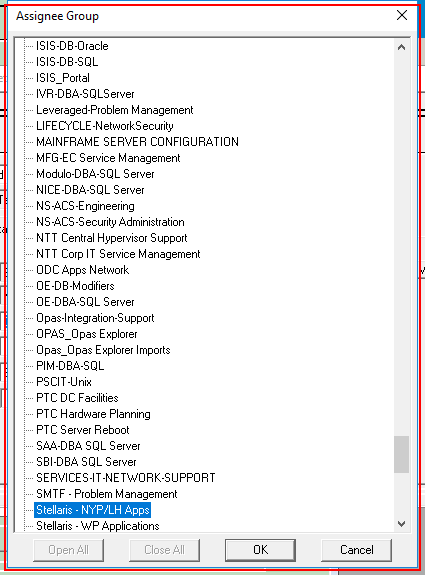 Assignee Group
ISIS-DB-Oracle
ISIS-DB-SQL
ISIS_Portal
IVR-DBA-SQLServer
Leveraged-Problem Management
LIFECYCLE-NetworkSecurity
MAINFRAME SERVER CONFIGURATION
MFG-EC Service Management
Modulo-DBA-SQL Server
NICE-DBA-SQL Server
NS-ACS-Engineering
NS-ACS-Security Administration
NTT Central Hypervisor Support
NTT Corp IT Service Management
ODC Apps Network
OE-DB-Modifiers
OE-DBA-SQL Server
Opas-Integration-Support
OPAS_Opas Explorer
Opas_Opas Explorer Imports
PIM-DBA-SQL
PSCIT-Unix
PTC DC Facilities
PTC Hardware Planning
PTC Server Reboot
SAA-DBA SQL Server
SBI-DBA SQL Server
SERVICES-IT-NETWORK-SUPPORT
SMTF - Problem Management
Stellaris - NYP/LH Apps
Stellaris - WP Applications
Open All Close All OK Cancel